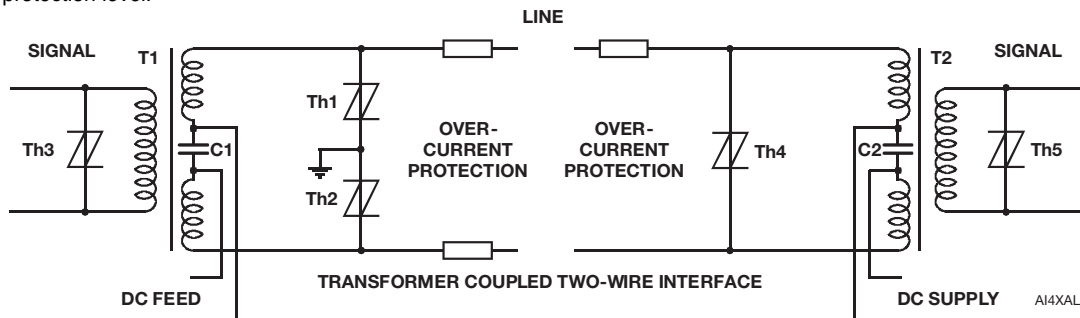 protection level.
LINE
SIGNAL
T1
T2
SIGNAL
Th1
Th3
C1
OVER-
CURRENT
PROTECTION
OVER-
CURRENT
PROTECTION
Th4
C2
Th5
Th2
TRANSFORMER COUPLED TWO-WIRE INTERFACE
DC FEED
DC SUPPLY
AI4XAL